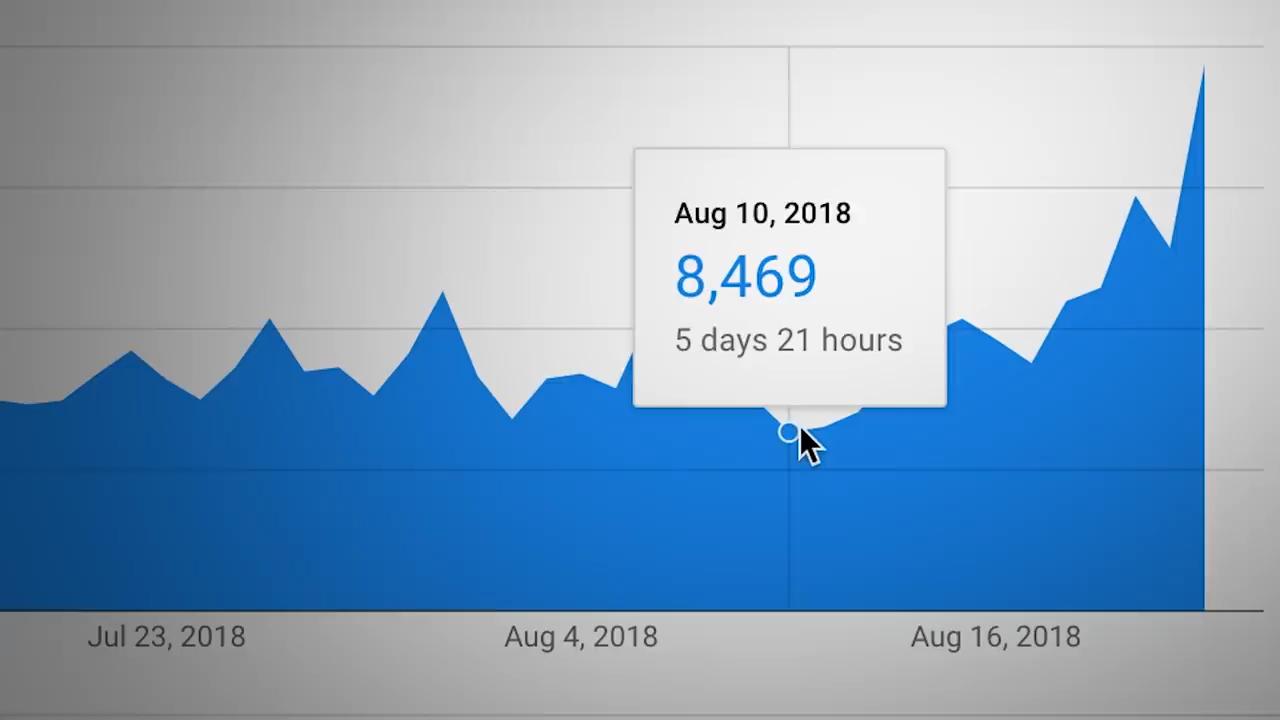 Aug 10, 2018
8,469
5 days 21 hours
Jul 23, 2018
Aug 4, 2018
Aug 16, 2018